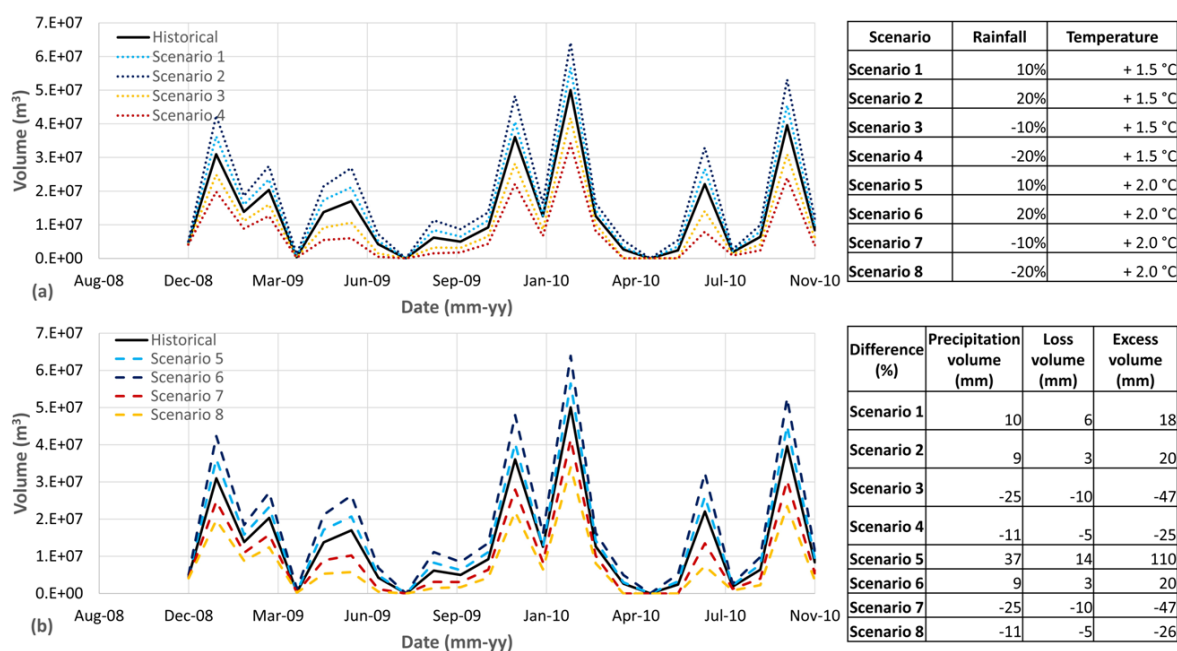 7.E+07
6.E+07
5.E+07
4.E+07
3.E+07
2.E+07
1.E+07
0.E+00
Volume (m³)
Historical
Scenario 1
Scenario 2
Scenario 3
Scenario 4
Aug-08 Dec-08 Mar-09 Jun-09 Sep-09 Jan-10 Apr-10 Jul-10 Nov-10
(a)
Date (mm-yy)
Scenario Rainfall Temperature
Scenario 1 10% + 1.5 °C
Scenario 2 20% + 1.5 °C
Scenario 3 -10% + 1.5 °C
Scenario 4 -20% + 1.5 °C
Scenario 5 10% + 2.0 °C
Scenario 6 20% + 2.0 °C
Scenario 7 -10% + 2.0 °C
Scenario 8 -20% + 2.0 °C
7.E+07
6.E+07
5.E+07
4.E+07
3.E+07
2.E+07
1.E+07
0.E+00
Volume (m³)
Historical
Scenario 5
Scenario 6
Scenario 7
Scenario 8
Aug-08 Dec-08 Mar-09 Jun-09 Sep-09 Jan-10 Apr-10 Jul-10 Nov-10
(b)
Date (mm-yy)
Difference (%) Precipitation volume (mm) Loss volume (mm) Excess volume (mm)
Scenario 1 10 6 18
Scenario 2 9 3 20
Scenario 3 -25 -10 -47
Scenario 4 -11 -5 -25
Scenario 5 37 14 110
Scenario 6 9 3 20
Scenario 7 -25 -10 -47
Scenario 8 -11 -5 -26